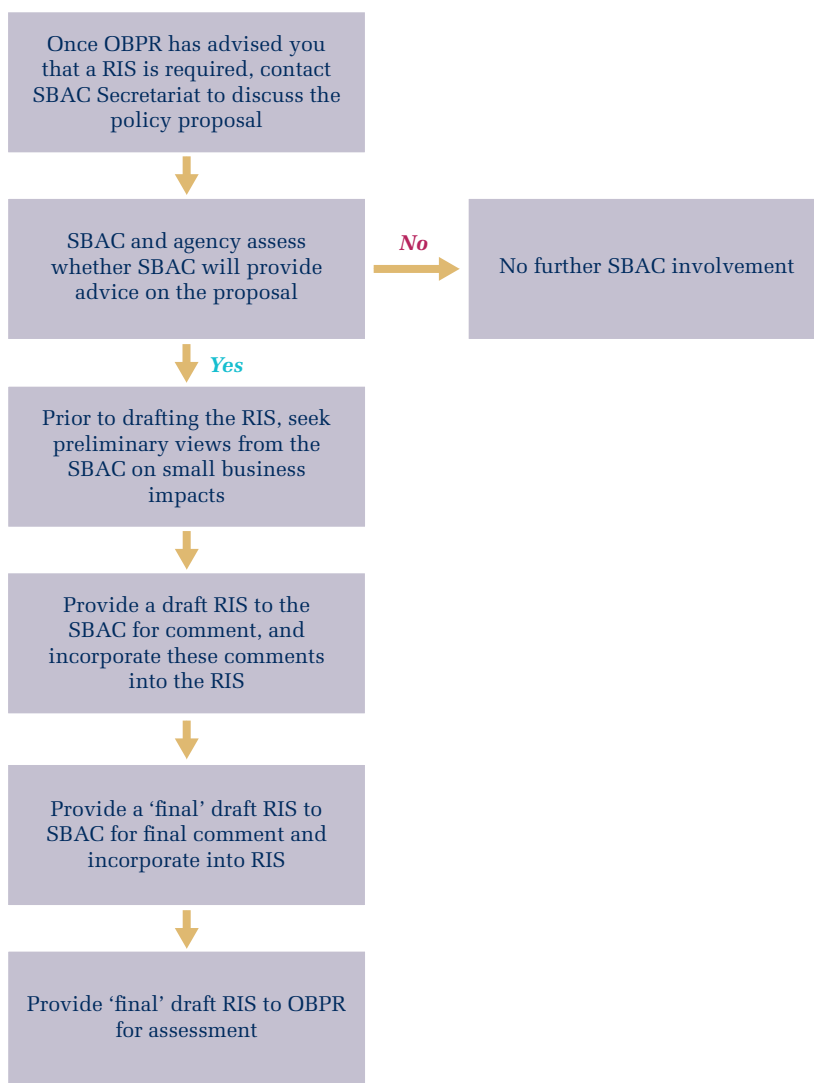 Once OBPR has advised you
that a RIS is required, contact
SBAC Secretariat to discuss the
policy proposal
SBAC and agency assess
whether SBAC will provide
advice on the proposal
No
No further SBAC involvement
Yes
Prior to drafting the RIS, seek
preliminary views from the
SBAC on small business
impacts
Provide a draft RIS to the
SBAC for comment, and
incorporate these comments
into the RIS
Provide a ‘final’ draft RIS to
SBAC for final comment and
incorporate into RIS
Provide ‘final’ draft RIS to OBPR
for assessment